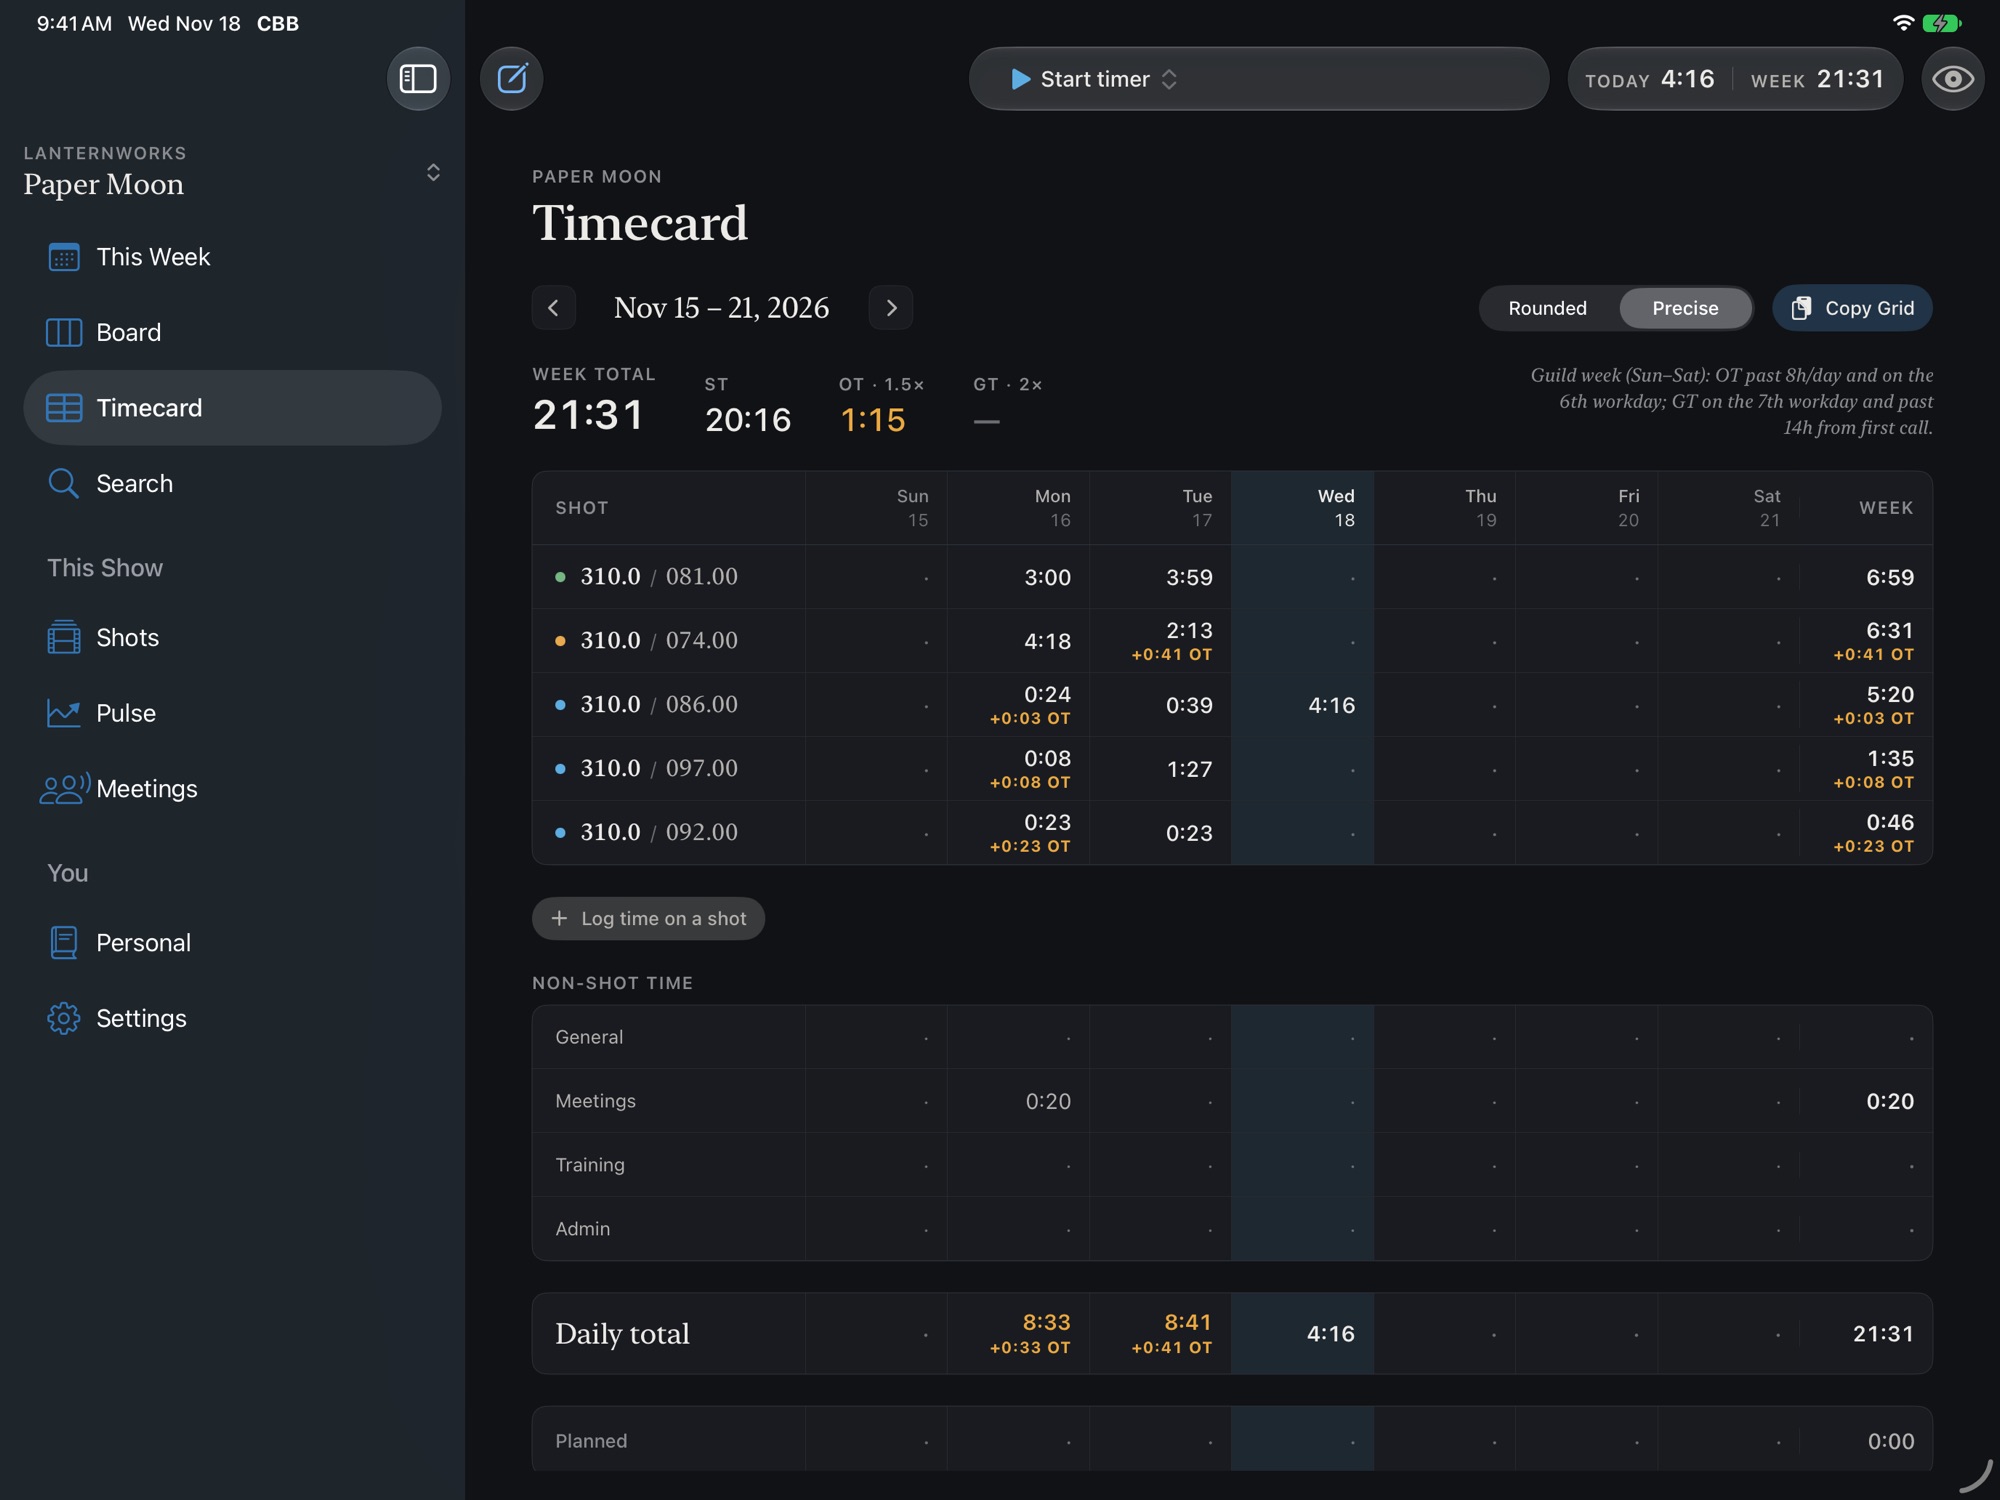 9:41 AM Wed Nov 18 CBB
Start timer
TODAY 4:16 WEEK 21:31
LANTERNWORKS
Paper Moon
This Week
Board
Timecard
Search
This Show
Shots
Pulse
Meetings
You
Personal
Settings
PAPER MOON
Timecard
Nov 15 – 21, 2026
Rounded Precise Copy Grid
WEEK TOTAL ST OT · 1.5× GT · 2×
21:31 20:16 1:15 —
Guild week (Sun–Sat): OT past 8h/day and on the
6th workday; GT on the 7th workday and past
14h from first call.
SHOT Sun 15 Mon 16 Tue 17 Wed 18 Thu 19 Fri 20 Sat 21 WEEK
310.0 / 081.00 · 3:00 3:59 · · · · 6:59
310.0 / 074.00 · 4:18 2:13 · · · · 6:31
+0:41 OT +0:41 OT
310.0 / 086.00 · 0:24 0:39 4:16 · · · 5:20
+0:03 OT +0:03 OT
310.0 / 097.00 · 0:08 1:27 · · · · 1:35
+0:08 OT +0:08 OT
310.0 / 092.00 · 0:23 0:23 · · · · 0:46
+0:23 OT +0:23 OT
+ Log time on a shot
NON-SHOT TIME
General · · · · · · · ·
Meetings · 0:20 · · · · · 0:20
Training · · · · · · · ·
Admin · · · · · · · ·
Daily total · 8:33 8:41 4:16 · · · 21:31
+0:33 OT +0:41 OT
Planned · · · · · · · 0:00